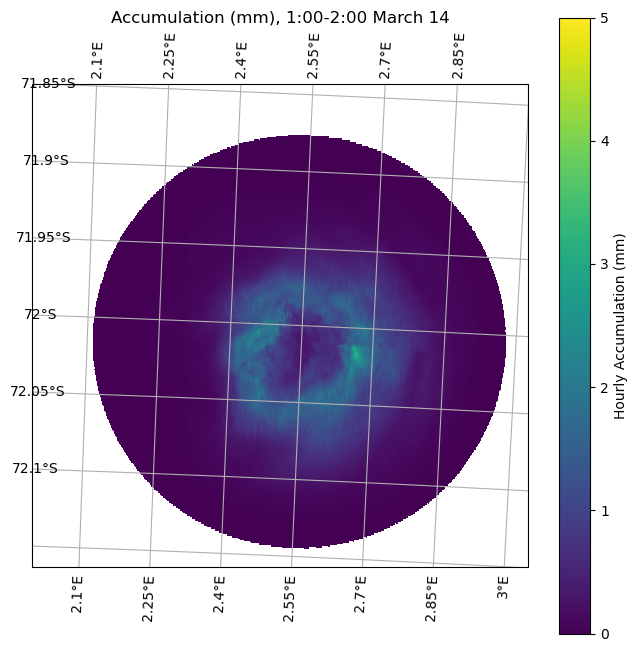 Accumulation (mm), 1:00-2:00 March 14
2.1°E 2.25°E 2.4°E 2.55°E 2.7°E 2.85°E
71.85°S
71.9°S
71.95°S
72°S
72.05°S
72.1°S
2.1°E 2.25°E 2.4°E 2.55°E 2.7°E 2.85°E 3°E
5
4
3
2
1
0
Hourly Accumulation (mm)